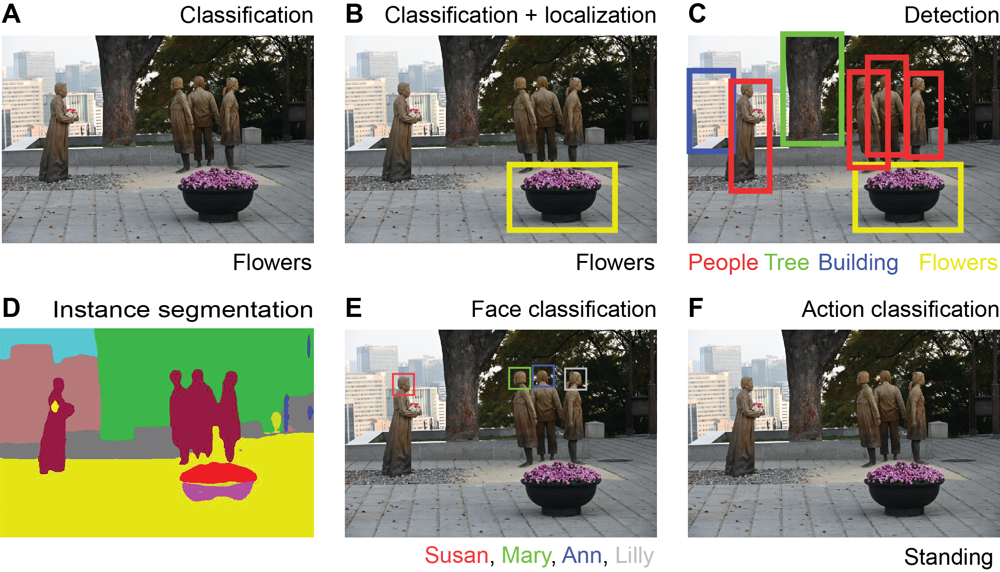 A Classification
B Classification + localization
C Detection
Flowers
Flowers
People Tree Building Flowers
D Instance segmentation
E Face classification
F Action classification
Susan, Mary, Ann, Lilly
Standing